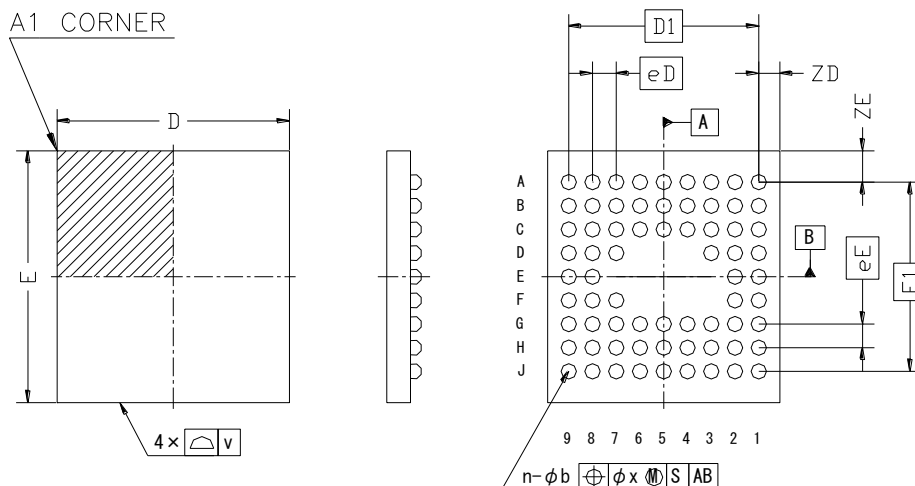 A1 CORNER
D
E
4× ⌓ v
D1
eD
ZD
ZE
A
B
eE
E1
A
B
C
D
E
F
G
H
J
9 8 7 6 5 4 3 2 1
n-φb ⌖ φx Ⓜ S AB